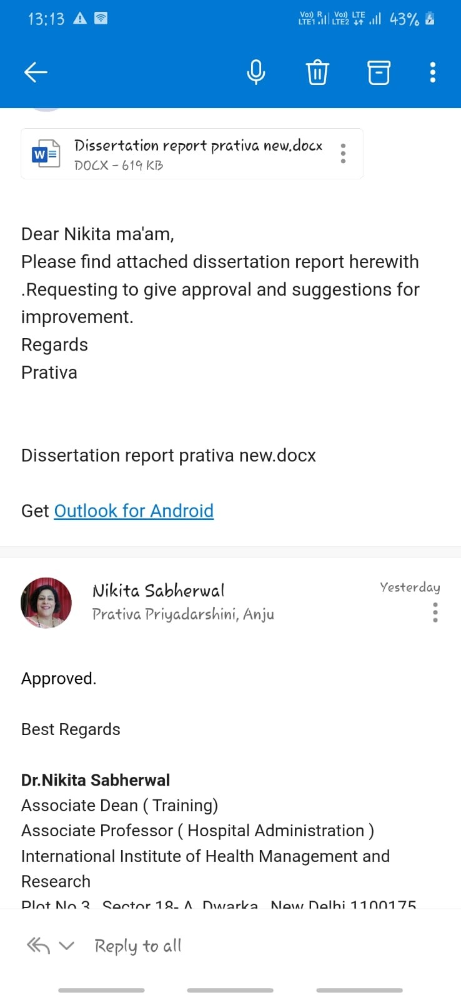 13:13
Vo)) R Vo)) LTE
LTE1 LTE2 43%
W Dissertation report prativa new.docx
DOCX - 619 KB
Dear Nikita ma'am,
Please find attached dissertation report herewith
.Requesting to give approval and suggestions for
improvement.
Regards
Prativa
Dissertation report prativa new.docx
Get Outlook for Android
Nikita Sabherwal
Yesterday
Prativa Priyadarshini, Anju
Approved.
Best Regards
Dr.Nikita Sabherwal
Associate Dean ( Training)
Associate Professor ( Hospital Administration )
International Institute of Health Management and
Research
Plot No 3, Sector 18- A, Dwarka, New Delhi 1100175
Reply to all